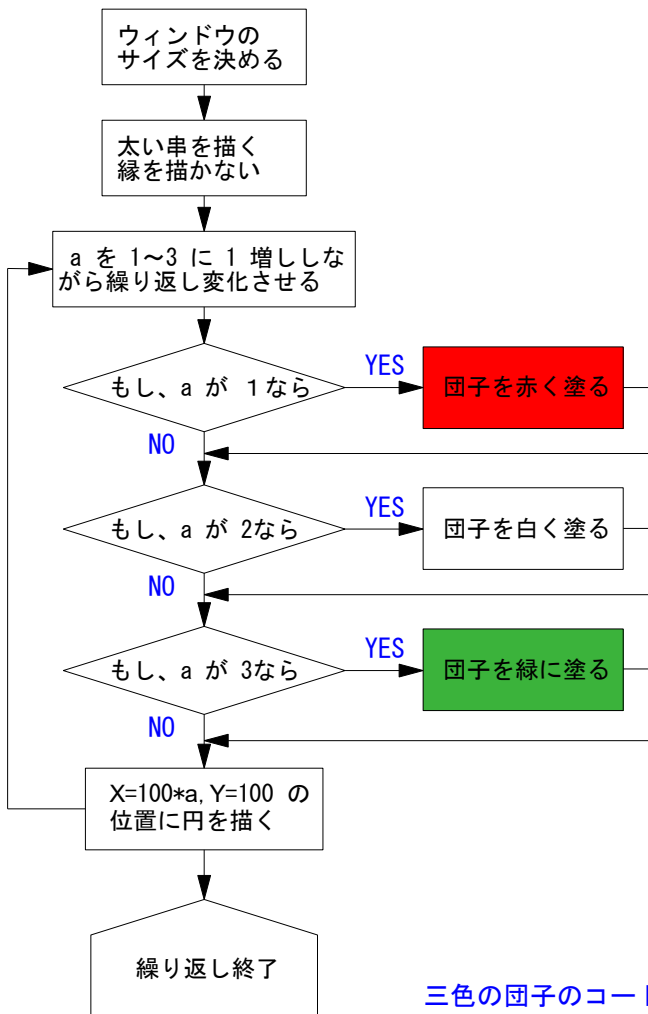 ウィンドウの
サイズを決める
太い串を描く
縁を描かない
a を 1~3 に 1 増ししな
がら繰り返し変化させる
もし、a が 1なら
YES
団子を赤く塗る
NO
もし、a が 2なら
YES
団子を白く塗る
NO
もし、a が 3なら
YES
団子を緑に塗る
NO
X=100*a,Y=100 の
位置に円を描く
繰り返し終了
三色の団子のコー